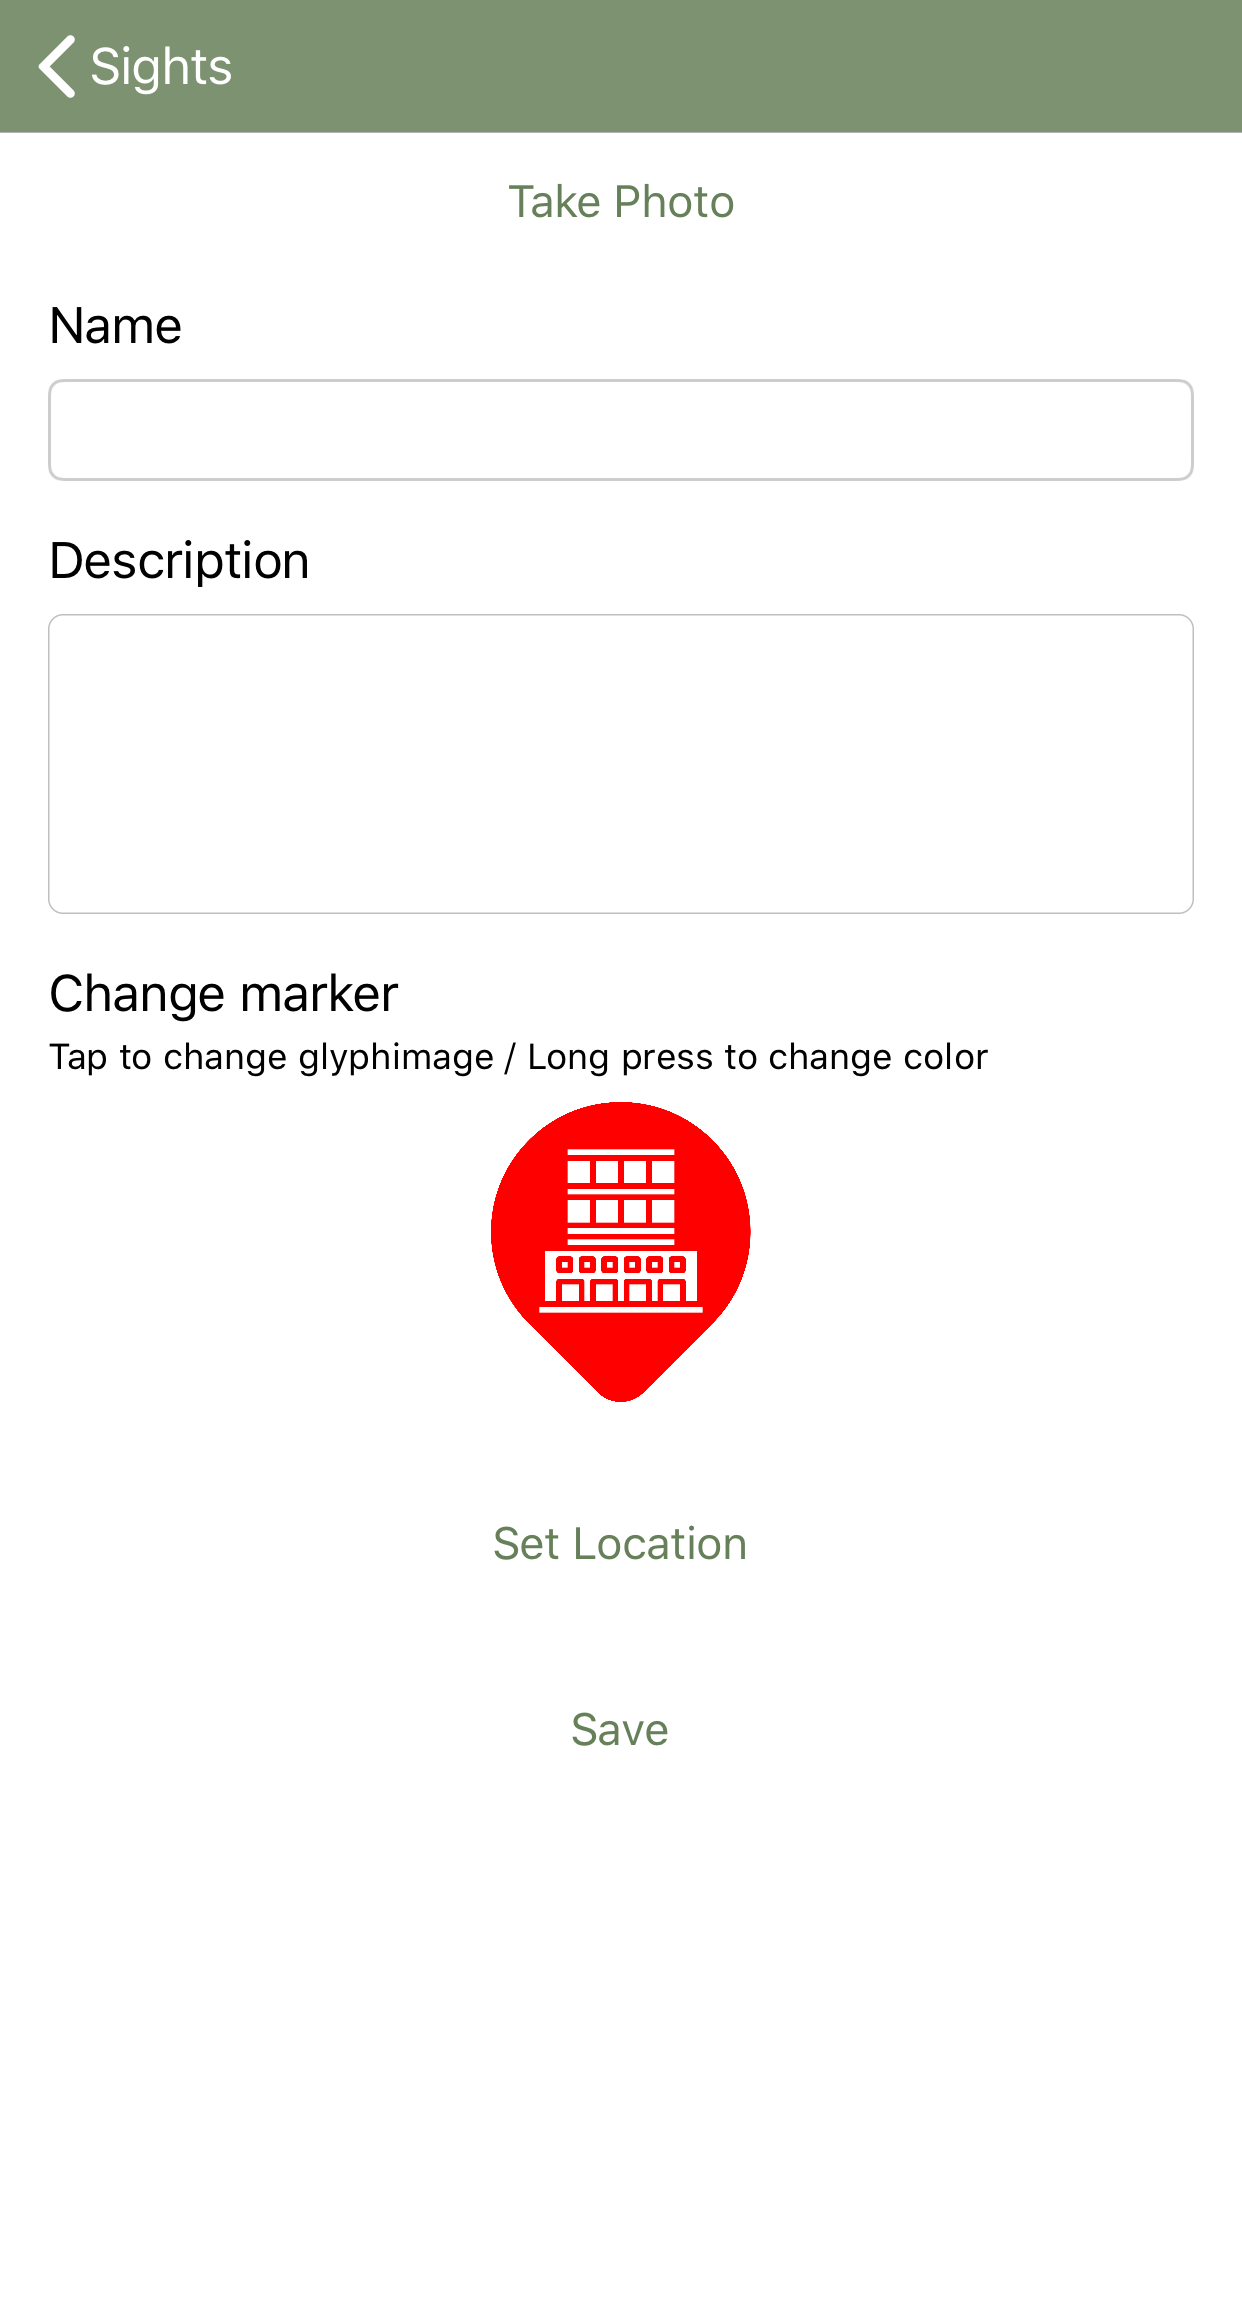 Sights
Take Photo
Name
Description
Change marker
Tap to change glyphimage / Long press to change color
Set Location
Save